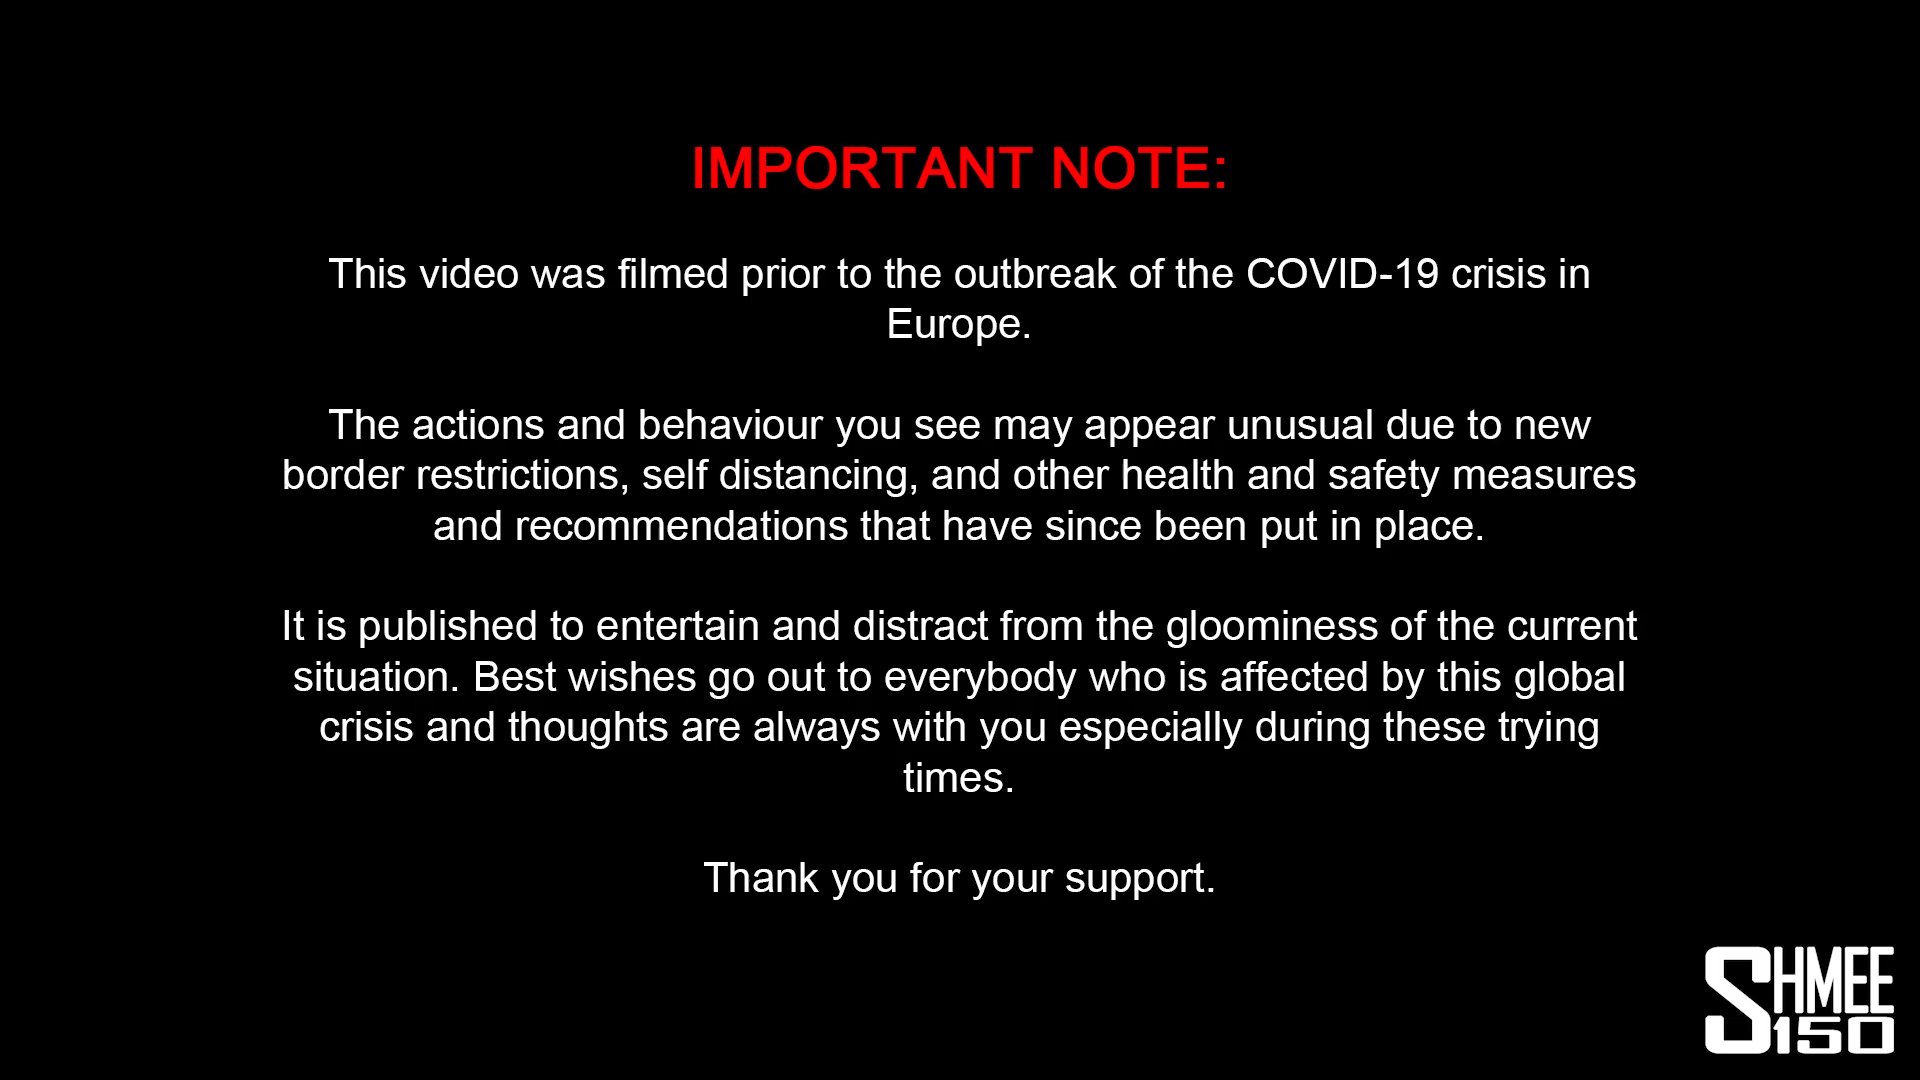 IMPORTANT NOTE:
This video was filmed prior to the outbreak of the COVID-19 crisis in
Europe.
The actions and behaviour you see may appear unusual due to new
border restrictions, self distancing, and other health and safety measures
and recommendations that have since been put in place.
It is published to entertain and distract from the gloominess of the current
situation. Best wishes go out to everybody who is affected by this global
crisis and thoughts are always with you especially during these trying
times.
Thank you for your support.
SHMEE
150